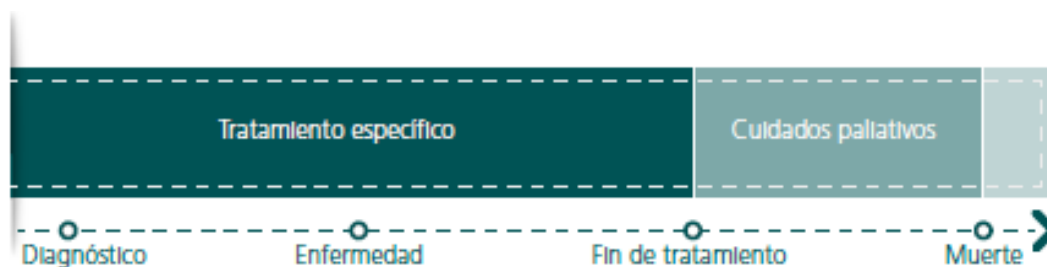 Tratamiento específico
Cuidados paliativos
Diagnóstico
Enfermedad
Fin de tratamiento
Muerte